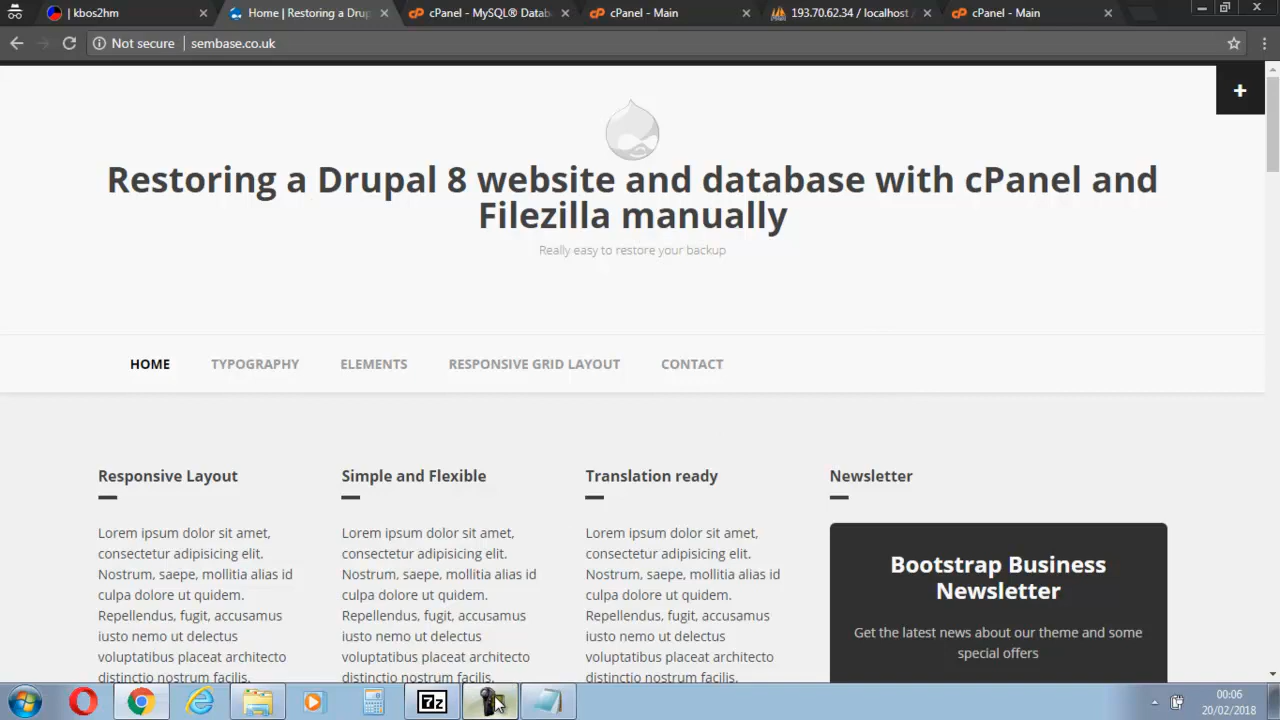 | kbos2hm
Home | Restoring a Drup
cPanel - MySQL® Datab
cPanel - Main
193.70.62.34 / localhost /
cPanel - Main
Not secure
sembase.co.uk
+
Restoring a Drupal 8 website and database with cPanel and
Filezilla manually
Really easy to restore your backup
HOME
TYPOGRAPHY
ELEMENTS
RESPONSIVE GRID LAYOUT
CONTACT
Responsive Layout
Lorem ipsum dolor sit amet,
consectetur adipisicing elit.
Nostrum, saepe, mollitia alias id
culpa dolore ut quidem.
Repellendus, fugit, accusamus
iusto nemo ut delectus
voluptatibus placeat architecto
distinctio nostrum facilis.
Simple and Flexible
Lorem ipsum dolor sit amet,
consectetur adipisicing elit.
Nostrum, saepe, mollitia alias id
culpa dolore ut quidem.
Repellendus, fugit, accusamus
iusto nemo ut delectus
voluptatibus placeat architecto
distinctio nostrum facilis.
Translation ready
Lorem ipsum dolor sit amet,
consectetur adipisicing elit.
Nostrum, saepe, mollitia alias id
culpa dolore ut quidem.
Repellendus, fugit, accusamus
iusto nemo ut delectus
voluptatibus placeat architecto
distinctio nostrum facilis.
Newsletter
Bootstrap Business
Newsletter
Get the latest news about our theme and some
special offers
7z
00:06
20/02/2018